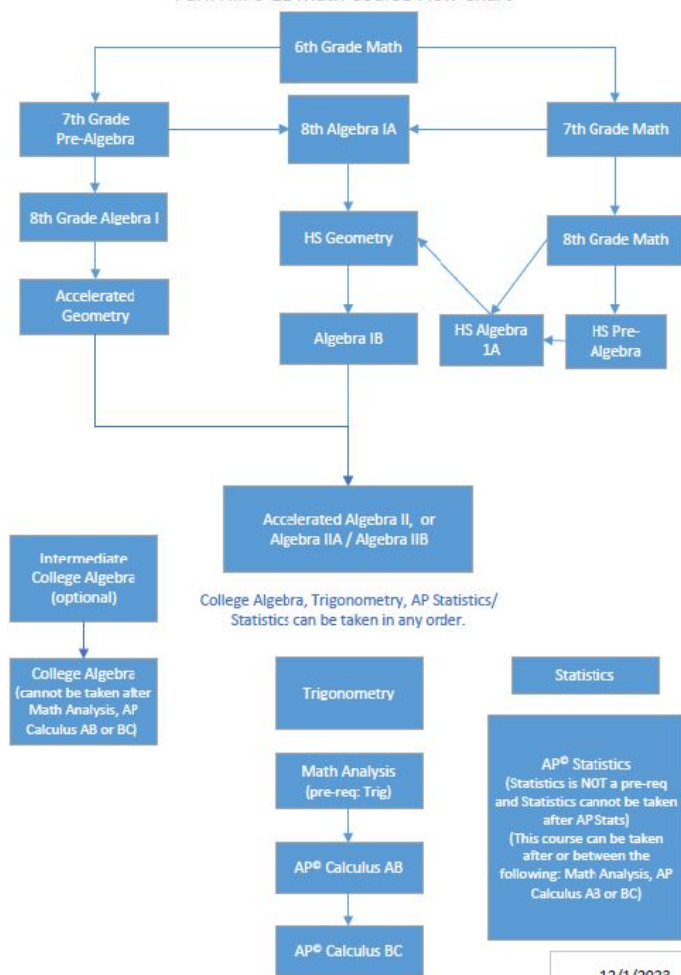 6th Grade Math
7th Grade
Pre-Algebra
8th Algebra IA
7th Grade Math
8th Grade Algebra I
HS Geometry
8th Grade Math
Accelerated
Geometry
Algebra IB
HS Algebra
1A
HS Pre-
Algebra
Accelerated Algebra II, or
Algebra IIA / Algebra IIB
Intermediate
College Algebra
(optional)
College Algebra, Trigonometry, AP Statistics/
Statistics can be taken in any order.
College Algebra
(cannot be taken after
Math Analysis, AP
Calculus AB or BC)
Trigonometry
Statistics
Math Analysis
(pre-req: Trig)
AP© Calculus AB
AP© Calculus BC
AP© Statistics
(Statistics is NOT a pre-req
and Statistics cannot be taken
after AP Stats)
(This course can be taken
after or between the
following: Math Analysis, AP
Calculus AB or BC)
12/1/2023